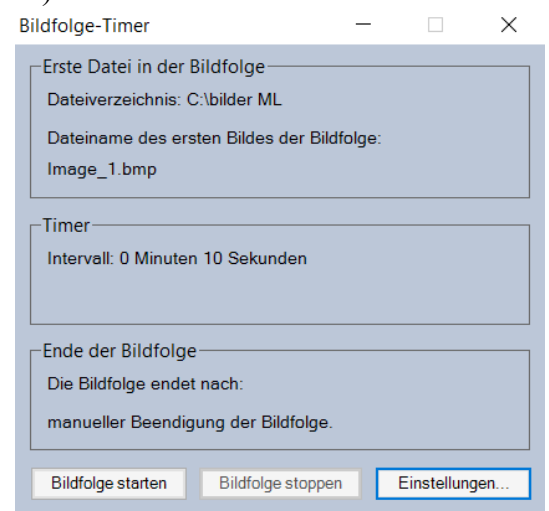 Bildfolge-Timer
Erste Datei in der Bildfolge
Dateiverzeichnis: C:\bilder ML
Dateiname des ersten Bildes der Bildfolge:
Image_1.bmp
Timer
Intervall: 0 Minuten 10 Sekunden
Ende der Bildfolge
Die Bildfolge endet nach:
manueller Beendigung der Bildfolge.
Bildfolge starten Bildfolge stoppen Einstellungen...